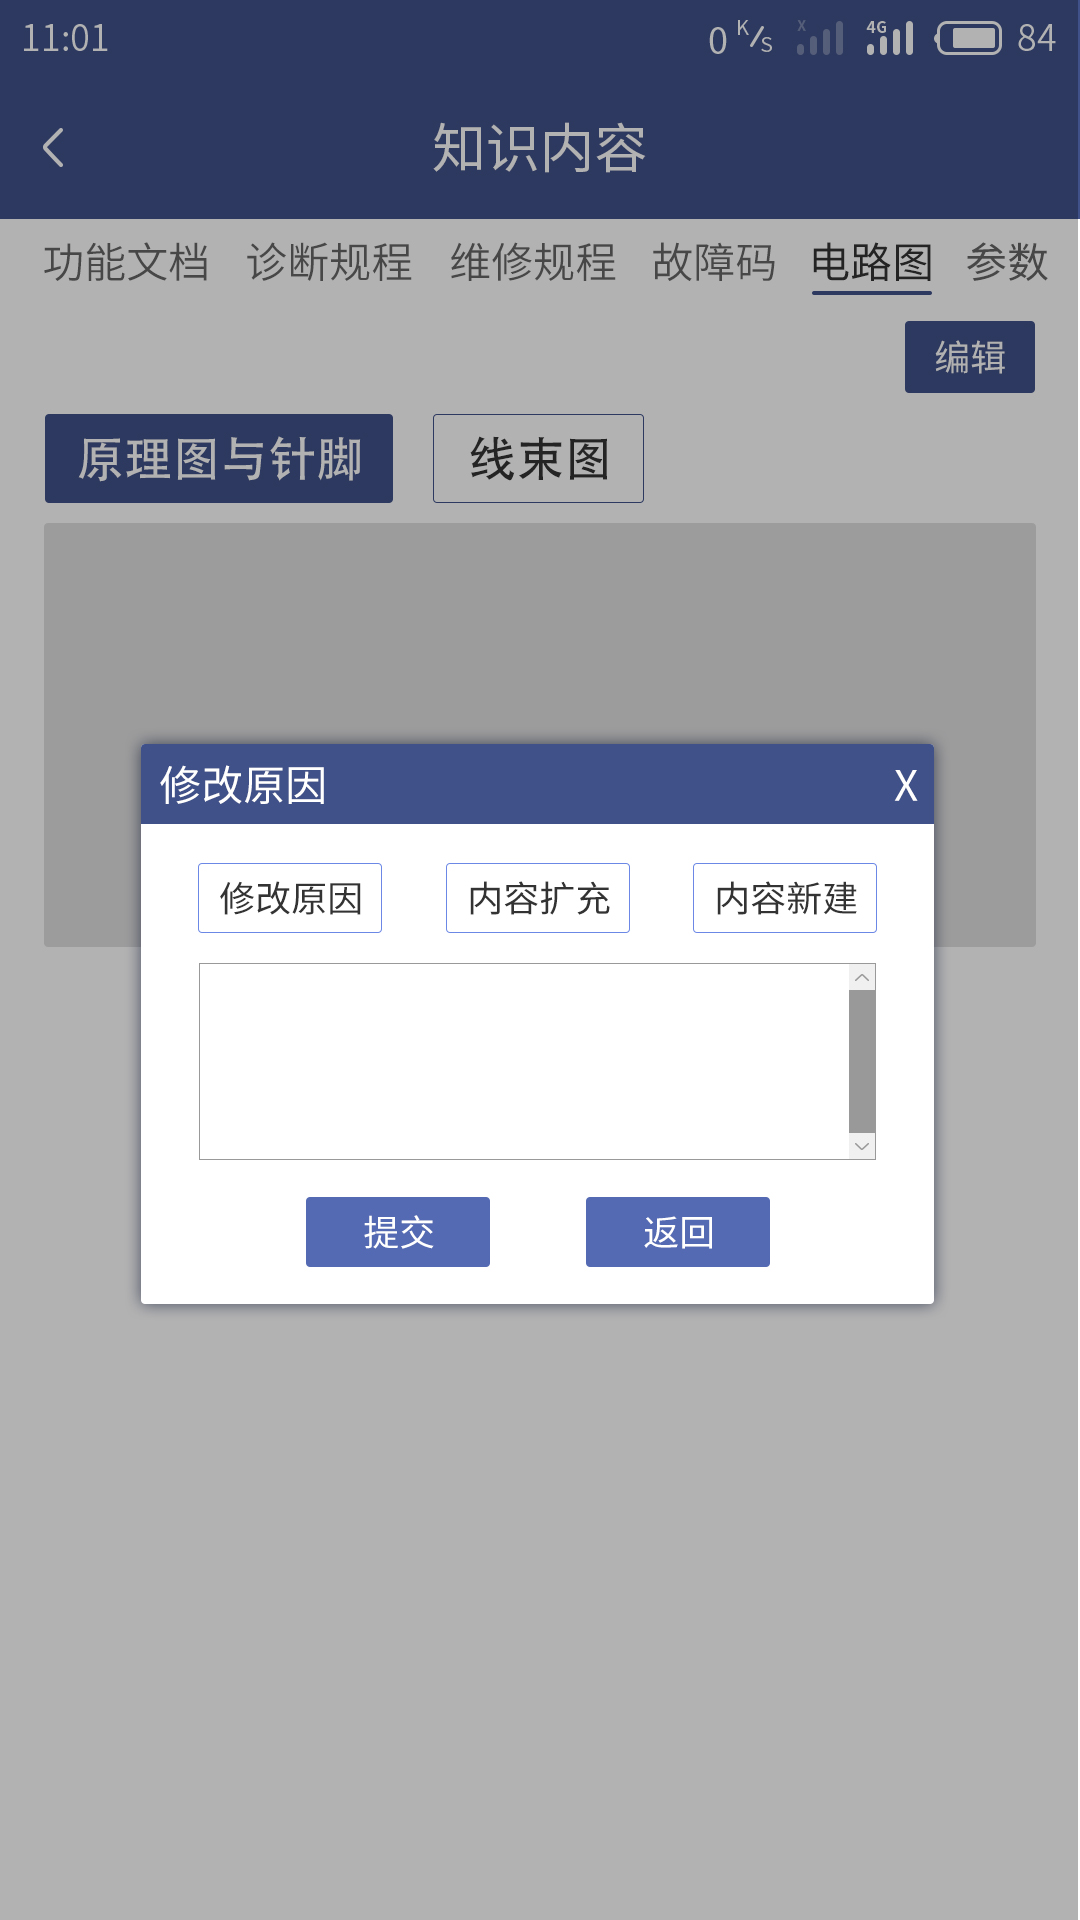 11:01 0 K/S X 4G 84
知识内容
功能文档 诊断规程 维修规程 故障码 电路图 参数
编辑
原理图与针脚 线束图
修改原因 X
修改原因 内容扩充 内容新建
提交 返回